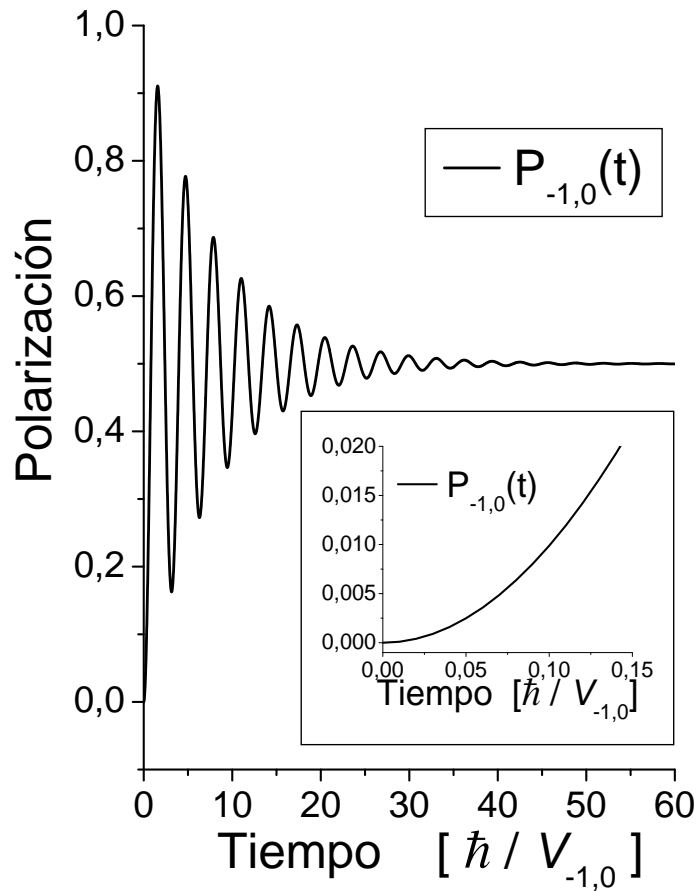 1,0
0,8
0,6
0,4
0,2
0,0
Polarización
P-1,0(t)
0,020
0,015
0,010
0,005
0,000
P-1,0(t)
0,00 0,05 0,10 0,15
Tiempo [ℏ / V-1,0]
0 10 20 30 40 50 60
Tiempo [ ℏ / V-1,0]